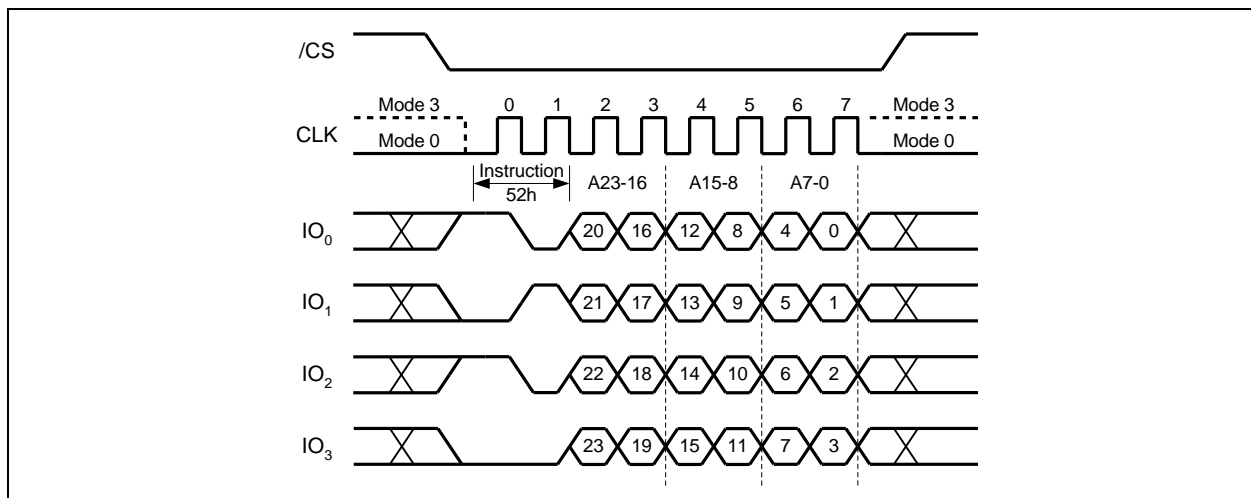 /CS
Mode 3 0 1 2 3 4 5 6 7 Mode 3
CLK
Mode 0 Mode 0
Instruction
A23-16 A15-8 A7-0
52h
IO0 20 16 12 8 4 0
IO1 21 17 13 9 5 1
IO2 22 18 14 10 6 2
IO3 23 19 15 11 7 3